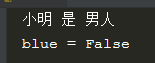 小明 是 男人
blue = False